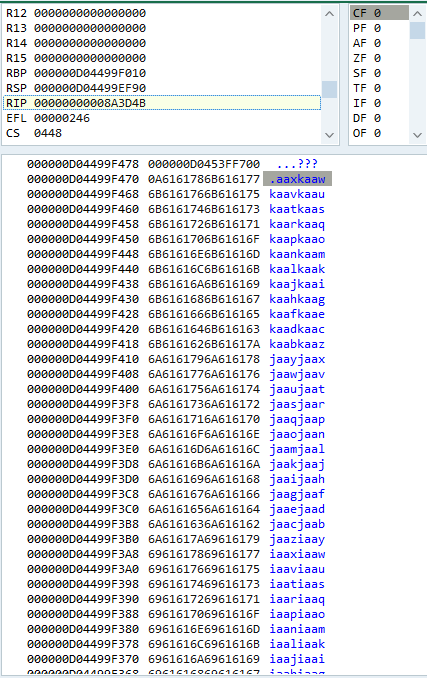 R12 0000000000000000
R13 0000000000000000
R14 0000000000000000
R15 0000000000000000
RBP 000000D04499F010
RSP 000000D04499EF90
RIP 00000000008A3D4B
EFL 00000246
CS 0448
CF 0
PF 0
AF 0
ZF 0
SF 0
TF 0
IF 0
DF 0
OF 0
000000D04499F478 000000D0453FF700 ...???
000000D04499F470 0A6161786B616177 .aaxkaaw
000000D04499F468 6B6161766B616175 kaavkaau
000000D04499F460 6B6161746B616173 kaatkaas
000000D04499F458 6B6161726B616171 kaarkaaq
000000D04499F450 6B6161706B61616F kaapkaao
000000D04499F448 6B61616E6B61616D kaankaam
000000D04499F440 6B61616C6B61616B kaalkaak
000000D04499F438 6B61616A6B616169 kaajkaai
000000D04499F430 6B6161686B616167 kaahkaag
000000D04499F428 6B6161666B616165 kaafkaae
000000D04499F420 6B6161646B616163 kaadkaac
000000D04499F418 6B6161626B61617A kaabkaaz
000000D04499F410 6A6161796A616178 jaayjaax
000000D04499F408 6A6161776A616176 jaawjaav
000000D04499F400 6A6161756A616174 jaaujaat
000000D04499F3F8 6A6161736A616172 jaasjaar
000000D04499F3F0 6A6161716A616170 jaaqjaap
000000D04499F3E8 6A61616F6A61616E jaaojaan
000000D04499F3E0 6A61616D6A61616C jaamjaal
000000D04499F3D8 6A61616B6A61616A jaakjaaj
000000D04499F3D0 6A6161696A616168 jaaijaah
000000D04499F3C8 6A6161676A616166 jaagjaaf
000000D04499F3C0 6A6161656A616164 jaaejaad
000000D04499F3B8 6A6161636A616162 jaacjaab
000000D04499F3B0 6A61617A69616179 jaaziaay
000000D04499F3A8 6961617869616177 iaaxiaaw
000000D04499F3A0 6961617669616175 iaaviaau
000000D04499F398 6961617469616173 iaatiaas
000000D04499F390 6961617269616171 iaariaaq
000000D04499F388 696161706961616F iaapiaao
000000D04499F380 6961616E6961616D iaaniaam
000000D04499F378 6961616C6961616B iaaliaak
000000D04499F370 6961616A69616169 iaajiaai
000000D04499F368 6961616869616167 iaahiaag